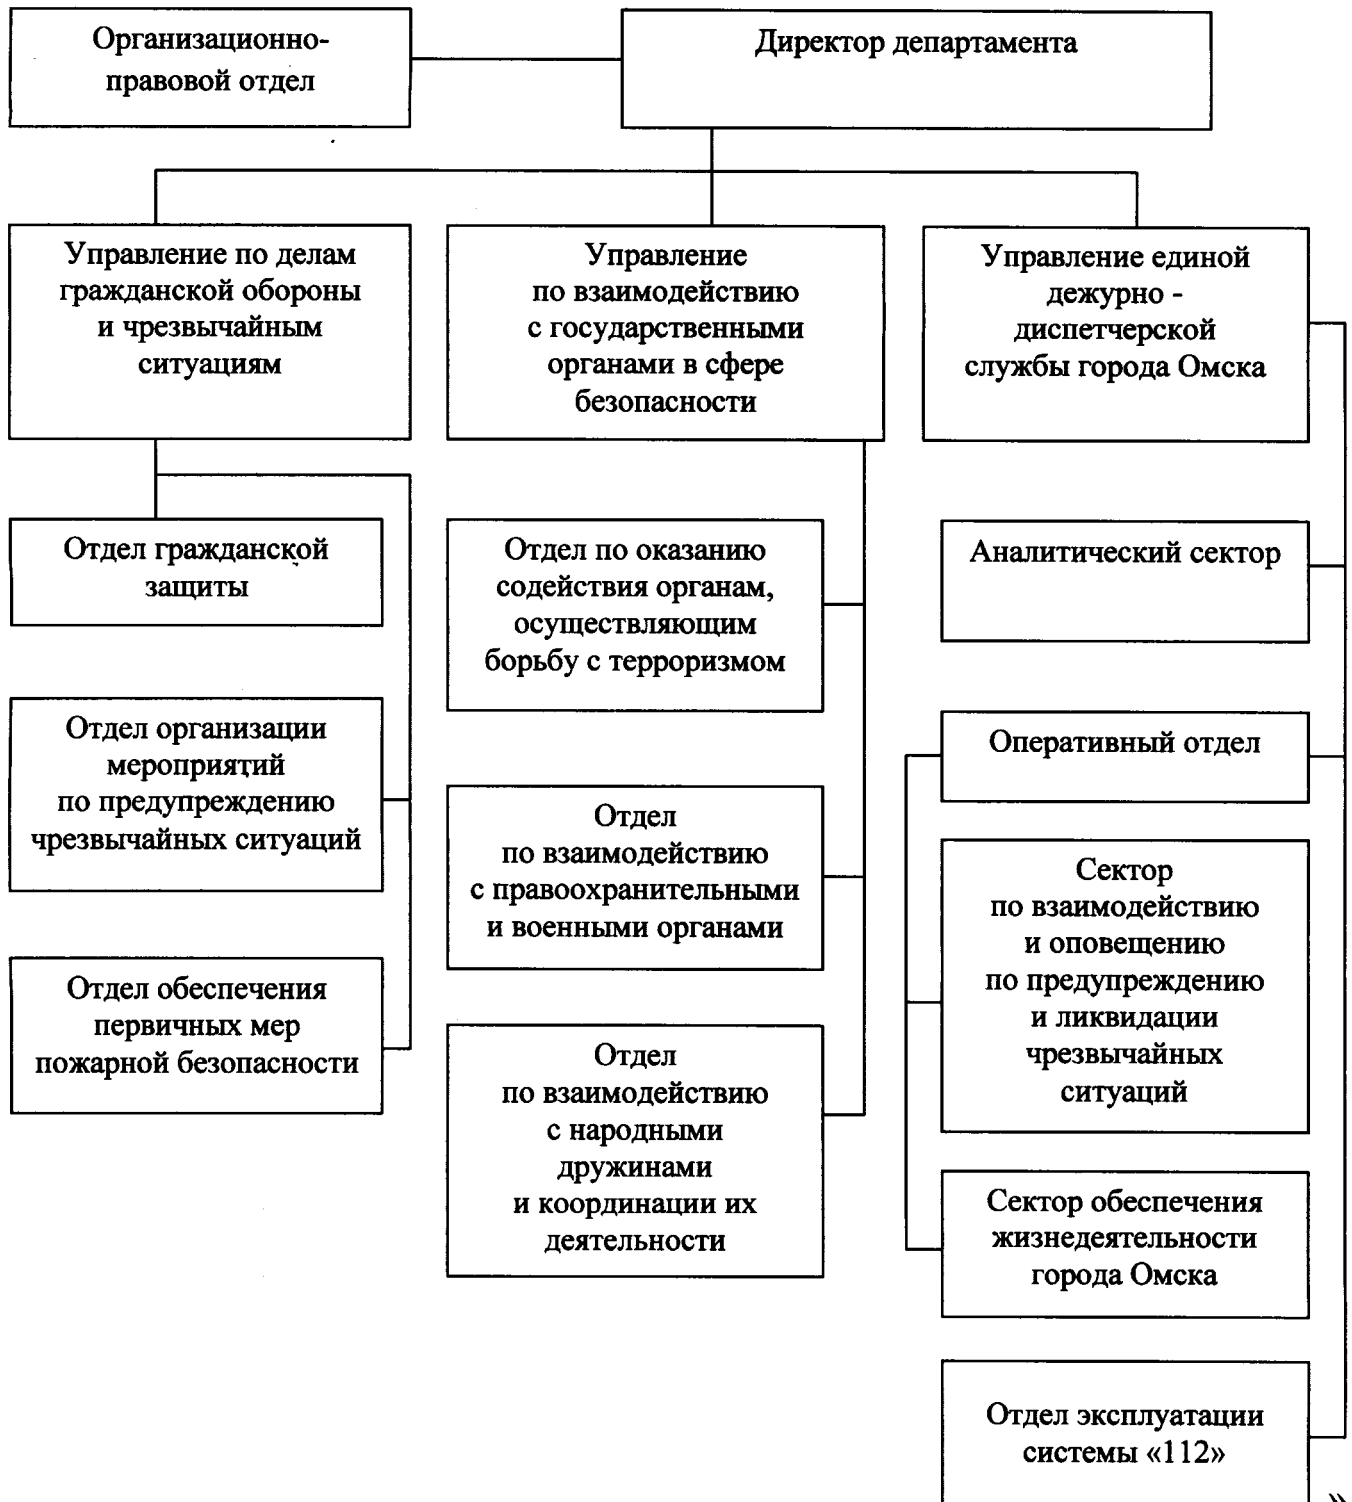 Организационно-
правовой отдел
Директор департамента
Управление по делам
гражданской обороны
и чрезвычайным
ситуациям
Управление
по взаимодействию
с государственными
органами в сфере
безопасности
Управление единой
дежурно -
диспетчерской
службы города Омска
Отдел гражданской
защиты
Отдел организации
мероприятий
по предупреждению
чрезвычайных ситуаций
Отдел обеспечения
первичных мер
пожарной безопасности
Отдел по оказанию
содействия органам,
осуществляющим
борьбу с терроризмом
Отдел
по взаимодействию
с правоохранительными
и военными органами
Отдел
по взаимодействию
с народными
дружинами
и координации их
деятельности
Аналитический сектор
Оперативный отдел
Сектор
по взаимодействию
и оповещению
по предупреждению
и ликвидации
чрезвычайных
ситуаций
Сектор обеспечения
жизнедеятельности
города Омска
Отдел эксплуатации
системы «112»
»